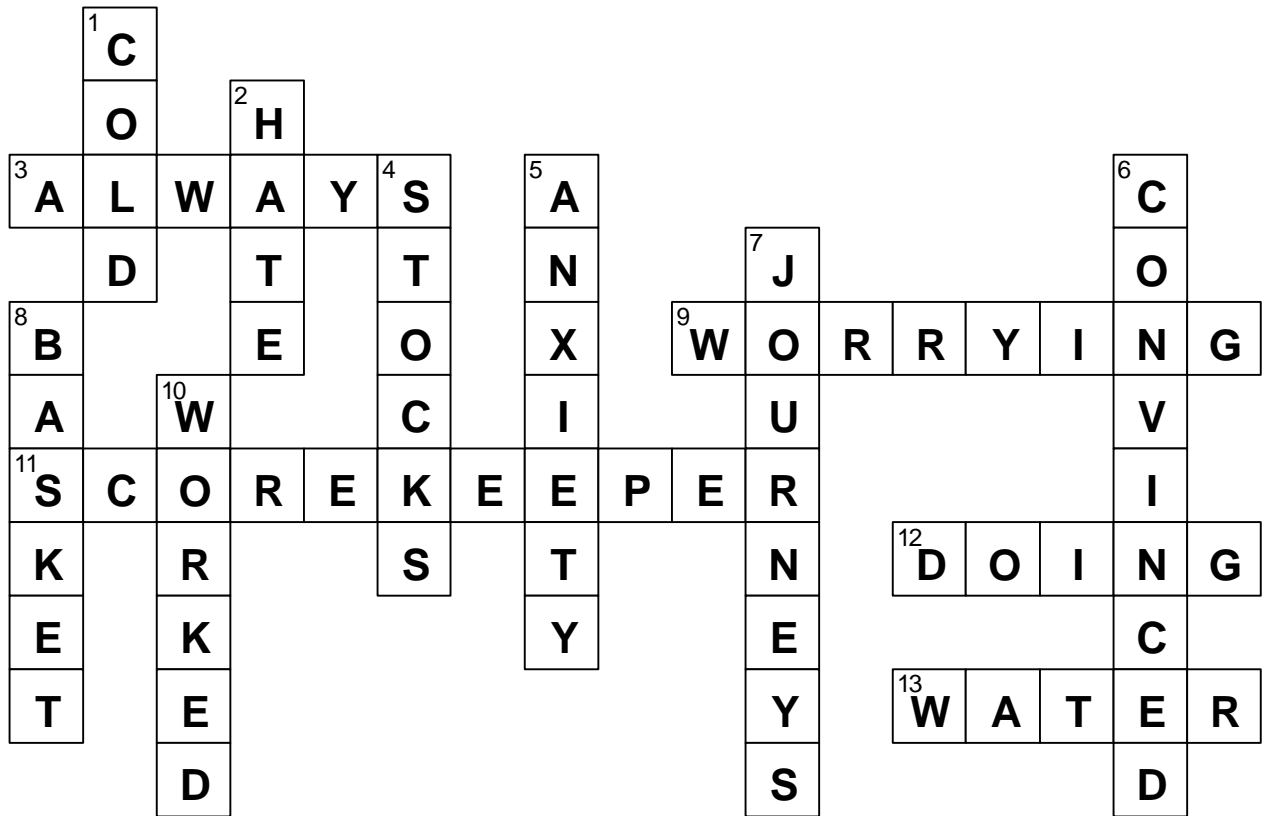 1 C
O 2 H
3 A L W A Y 4 S 5 A 6 C
D T T N 7 J O
8 B E O X 9 W O R R Y I N G
A 10 W C I U V
11 S C O R E K E E P E R I
K R S T N 12 D O I N G
E K Y E C
T E Y 13 W A T E R
D S D